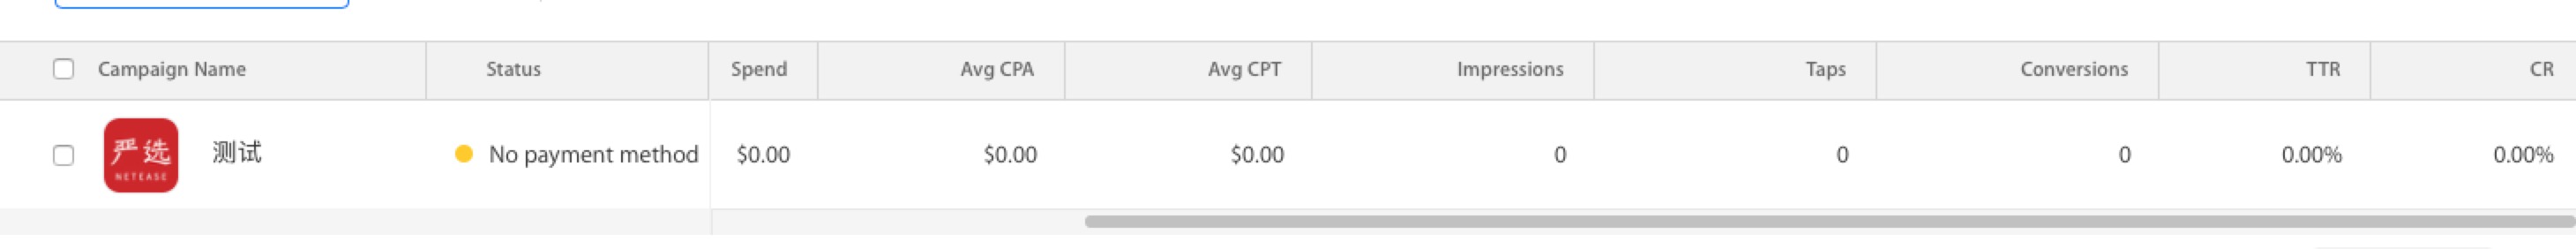 Campaign Name Status Spend Avg CPA Avg CPT Impressions Taps Conversions TTR CR
严选 NETEASE 测试 No payment method $0.00 $0.00 $0.00 0 0 0 0.00% 0.00%